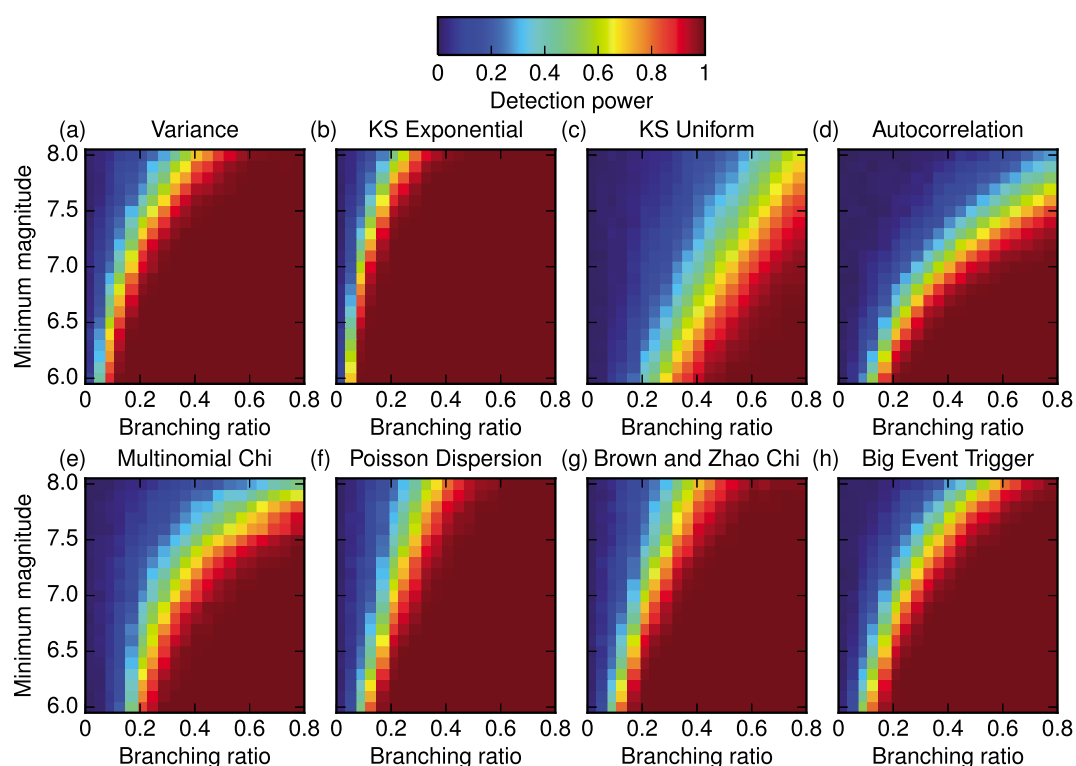 0 0.2 0.4 0.6 0.8 1
Detection power
(a) Variance (b) KS Exponential (c) KS Uniform (d) Autocorrelation
Minimum magnitude
8.0
7.5
7.0
6.5
6.0
0 0.2 0.4 0.6 0.8 0 0.2 0.4 0.6 0.8 0 0.2 0.4 0.6 0.8 0 0.2 0.4 0.6 0.8
Branching ratio Branching ratio Branching ratio Branching ratio
(e) Multinomial Chi (f) Poisson Dispersion (g) Brown and Zhao Chi (h) Big Event Trigger
Minimum magnitude
8.0
7.5
7.0
6.5
6.0
0 0.2 0.4 0.6 0.8 0 0.2 0.4 0.6 0.8 0 0.2 0.4 0.6 0.8 0 0.2 0.4 0.6 0.8
Branching ratio Branching ratio Branching ratio Branching ratio